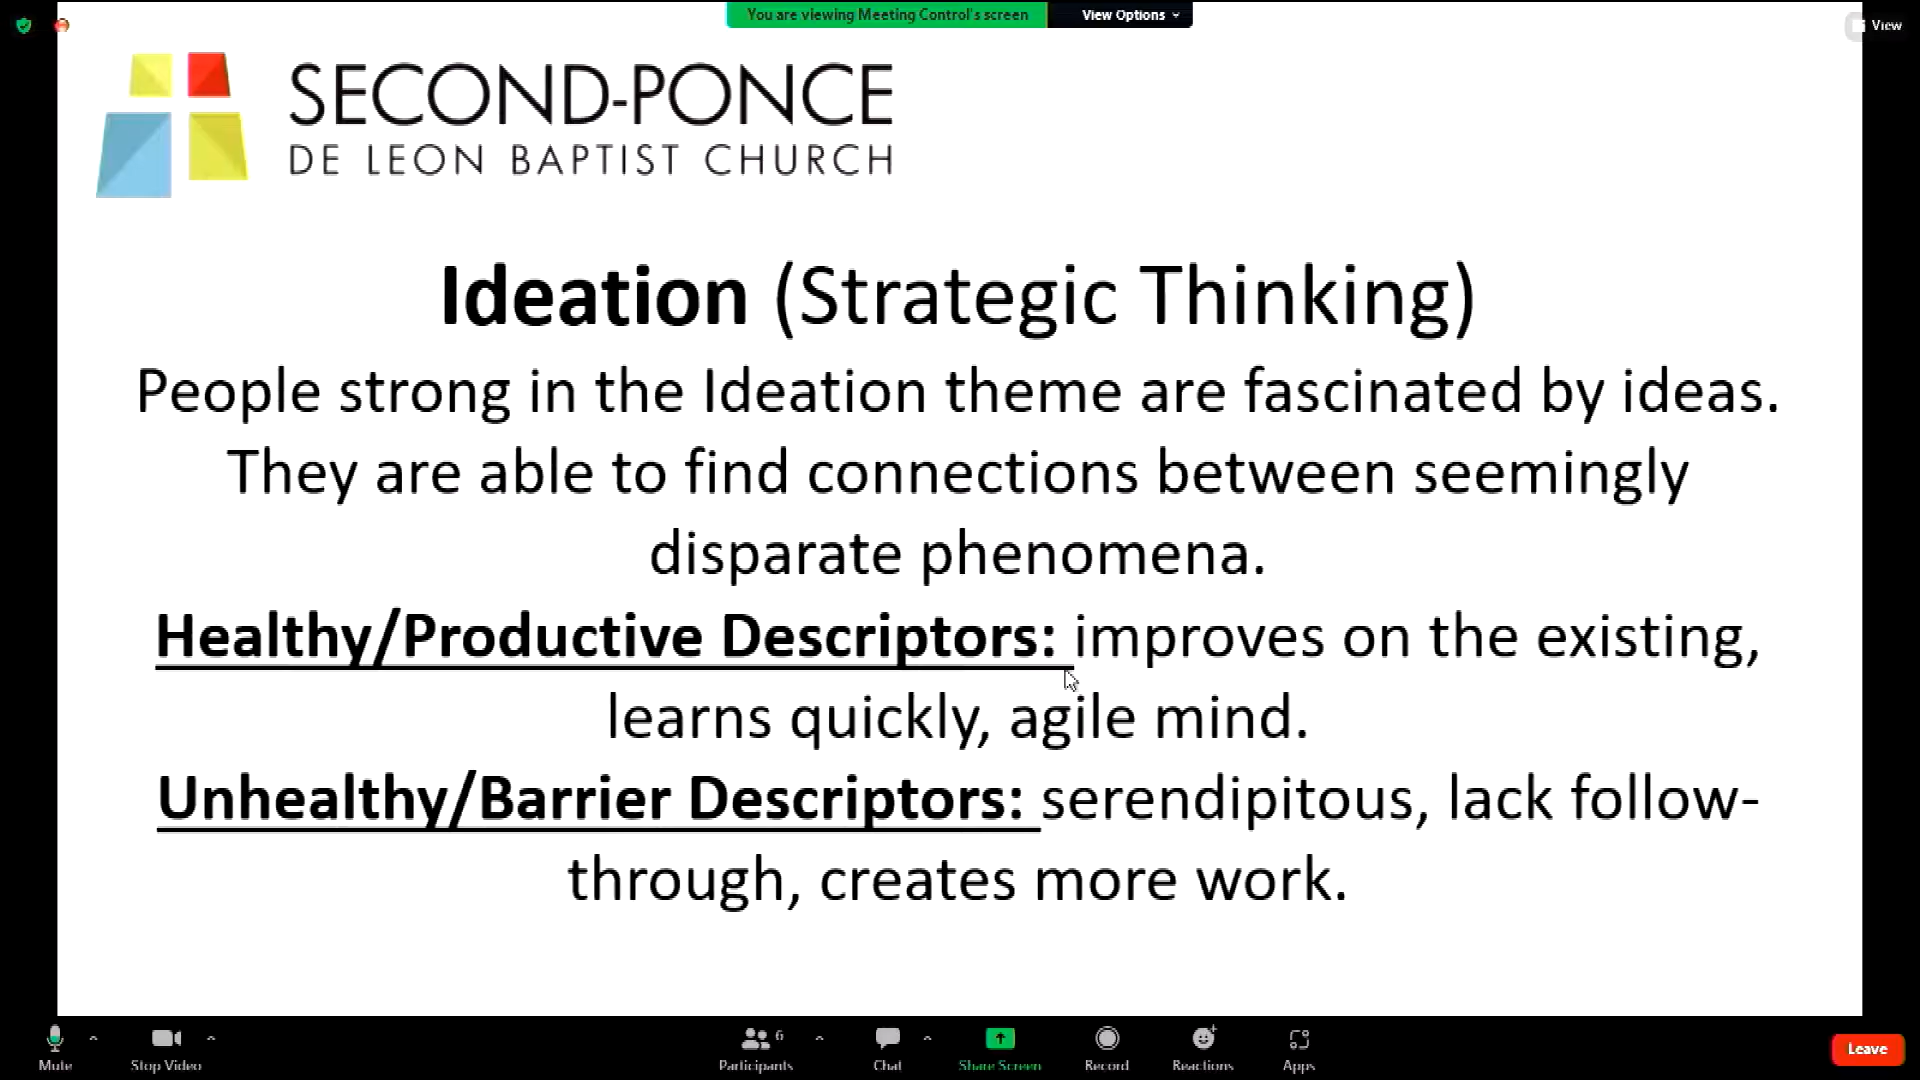 You are viewing Meeting Control's screen
View Options
View
SECOND-PONCE
DE LEON BAPTIST CHURCH
Ideation (Strategic Thinking)
People strong in the Ideation theme are fascinated by ideas.
They are able to find connections between seemingly
disparate phenomena.
Healthy/Productive Descriptors: improves on the existing,
learns quickly, agile mind.
Unhealthy/Barrier Descriptors: serendipitous, lack follow-
through, creates more work.
Mute
Stop Video
6
Participants
Chat
Share Screen
Record
Reactions
Apps
Leave